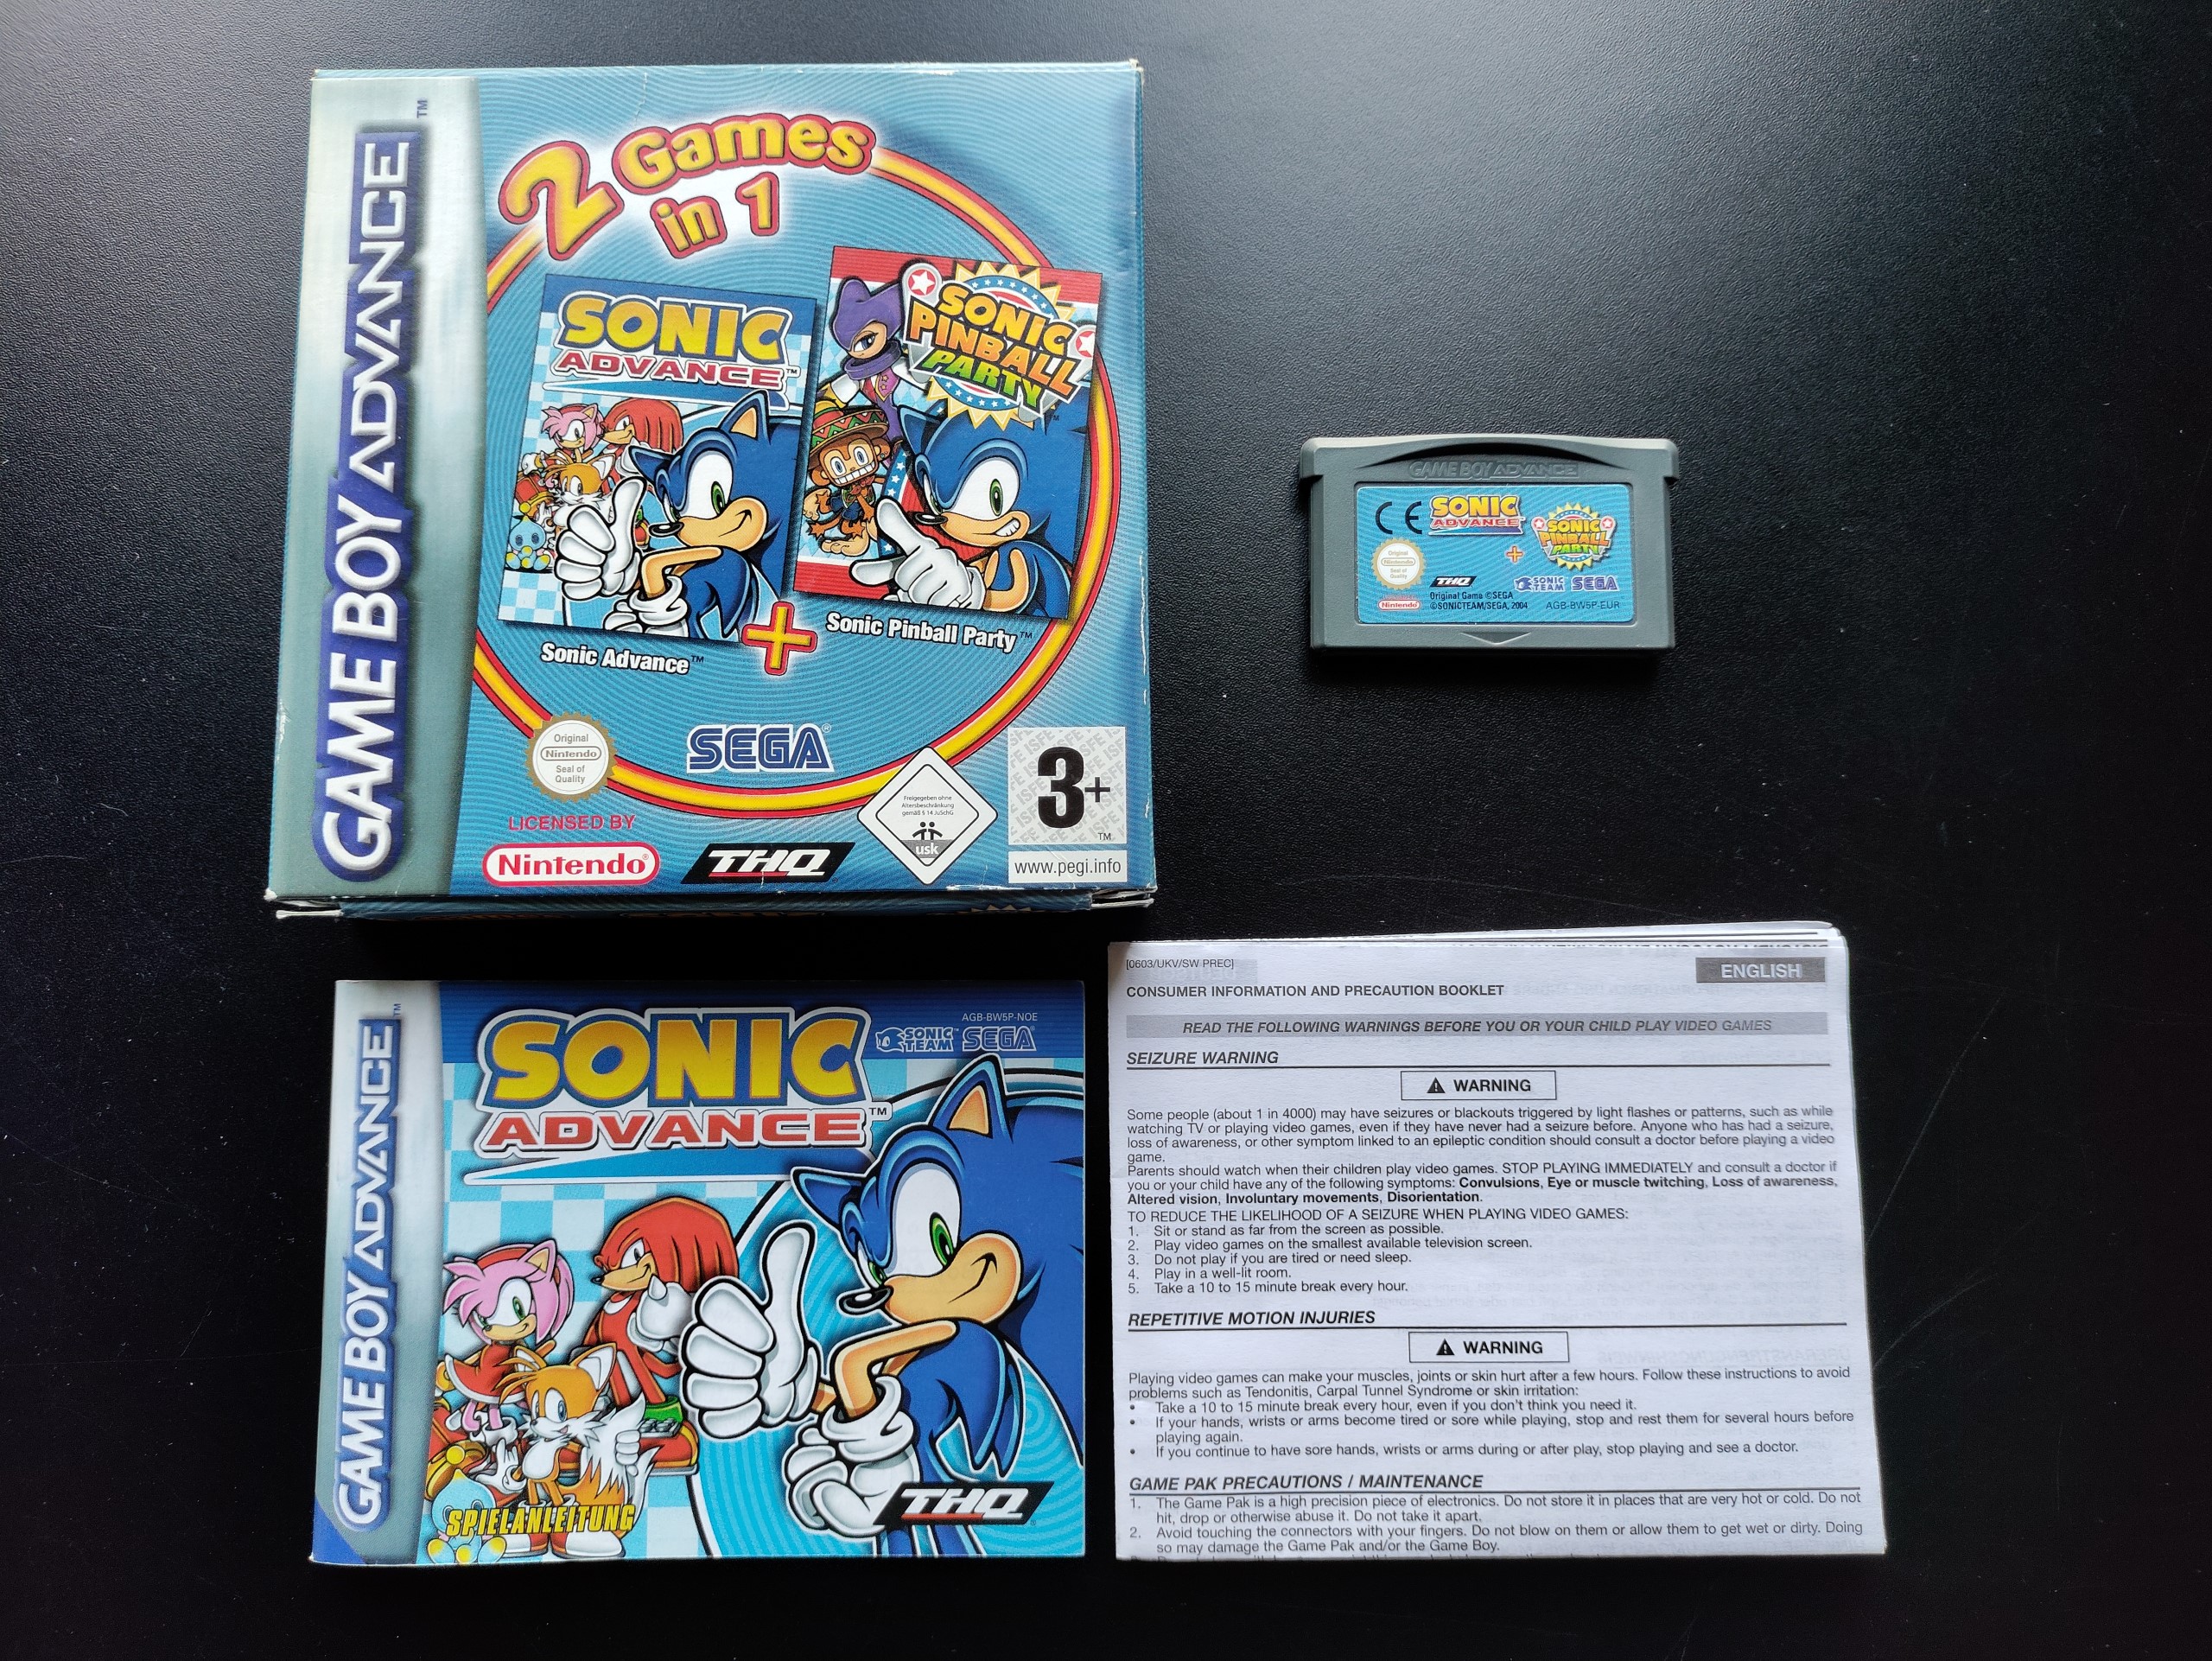 GAME BOY ADVANCE™
2 Games
in 1
SONIC
ADVANCE™
SONIC
PINBALL
PARTY
™
Sonic Advance™
+
Sonic Pinball Party™
Original
Nintendo
Seal of
Quality
SEGA®
LICENSED BY
Nintendo®
THQ
Freigegeben ohne
Altersbeschränkung
gemäß § 14 JuSchG
usk
ISFE
3+
™
www.pegi.info
GAME BOY ADVANCE
CE
SONIC
ADVANCE
+
SONIC
PINBALL
PARTY
Original
Nintendo
Seal of
Quality
THQ
SONIC
TEAM
SEGA
Nintendo
Original Game ©SEGA
©SONICTEAM/SEGA, 2004
AGB-BW5P-EUR
GAME BOY ADVANCE™
AGB-BW5P-NOE
SONIC
TEAM™
SEGA
SONIC
ADVANCE™
SPIELANLEITUNG
THQ
[0603/UKV/SW PREC]
ENGLISH
CONSUMER INFORMATION AND PRECAUTION BOOKLET
READ THE FOLLOWING WARNINGS BEFORE YOU OR YOUR CHILD PLAY VIDEO GAMES
SEIZURE WARNING
WARNING
Some people (about 1 in 4000) may have seizures or blackouts triggered by light flashes or patterns, such as while
watching TV or playing video games, even if they have never had a seizure before. Anyone who has had a seizure,
loss of awareness, or other symptom linked to an epileptic condition should consult a doctor before playing a video
game.
Parents should watch when their children play video games. STOP PLAYING IMMEDIATELY and consult a doctor if
you or your child have any of the following symptoms: Convulsions, Eye or muscle twitching, Loss of awareness,
Altered vision, Involuntary movements, Disorientation.
TO REDUCE THE LIKELIHOOD OF A SEIZURE WHEN PLAYING VIDEO GAMES:
1. Sit or stand as far from the screen as possible.
2. Play video games on the smallest available television screen.
3. Do not play if you are tired or need sleep.
4. Play in a well-lit room.
5. Take a 10 to 15 minute break every hour.
REPETITIVE MOTION INJURIES
WARNING
Playing video games can make your muscles, joints or skin hurt after a few hours. Follow these instructions to avoid
problems such as Tendonitis, Carpal Tunnel Syndrome or skin irritation:
• Take a 10 to 15 minute break every hour, even if you don't think you need it.
• If your hands, wrists or arms become tired or sore while playing, stop and rest them for several hours before
playing again.
• If you continue to have sore hands, wrists or arms during or after play, stop playing and see a doctor.
GAME PAK PRECAUTIONS / MAINTENANCE
1. The Game Pak is a high precision piece of electronics. Do not store it in places that are very hot or cold. Do not
hit, drop or otherwise abuse it. Do not take it apart.
2. Avoid touching the connectors with your fingers. Do not blow on them or allow them to get wet or dirty. Doing
so may damage the Game Pak and/or the Game Boy.